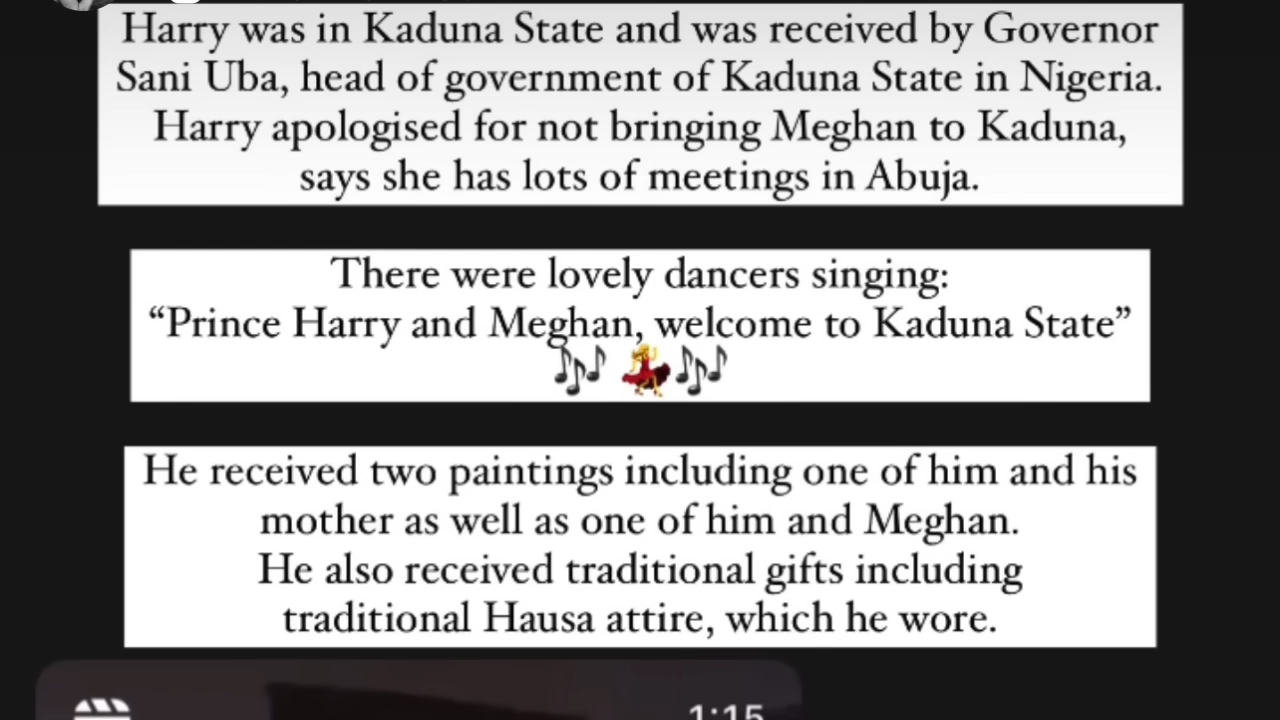 Harry was in Kaduna State and was received by Governor
Sani Uba, head of government of Kaduna State in Nigeria.
Harry apologised for not bringing Meghan to Kaduna,
says she has lots of meetings in Abuja.
There were lovely dancers singing:
“Prince Harry and Meghan, welcome to Kaduna State”
🎶 💃 🎶
He received two paintings including one of him and his
mother as well as one of him and Meghan.
He also received traditional gifts including
traditional Hausa attire, which he wore.
1:15